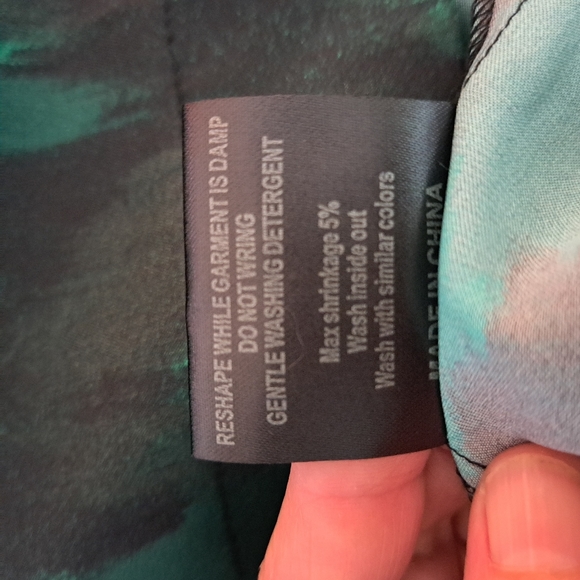 RESHAPE WHILE GARMENT IS DAMP
DO NOT WRING
GENTLE WASHING DETERGENT
Max shrinkage 5%
Wash inside out
Wash with similar colors
MADE IN CHINA